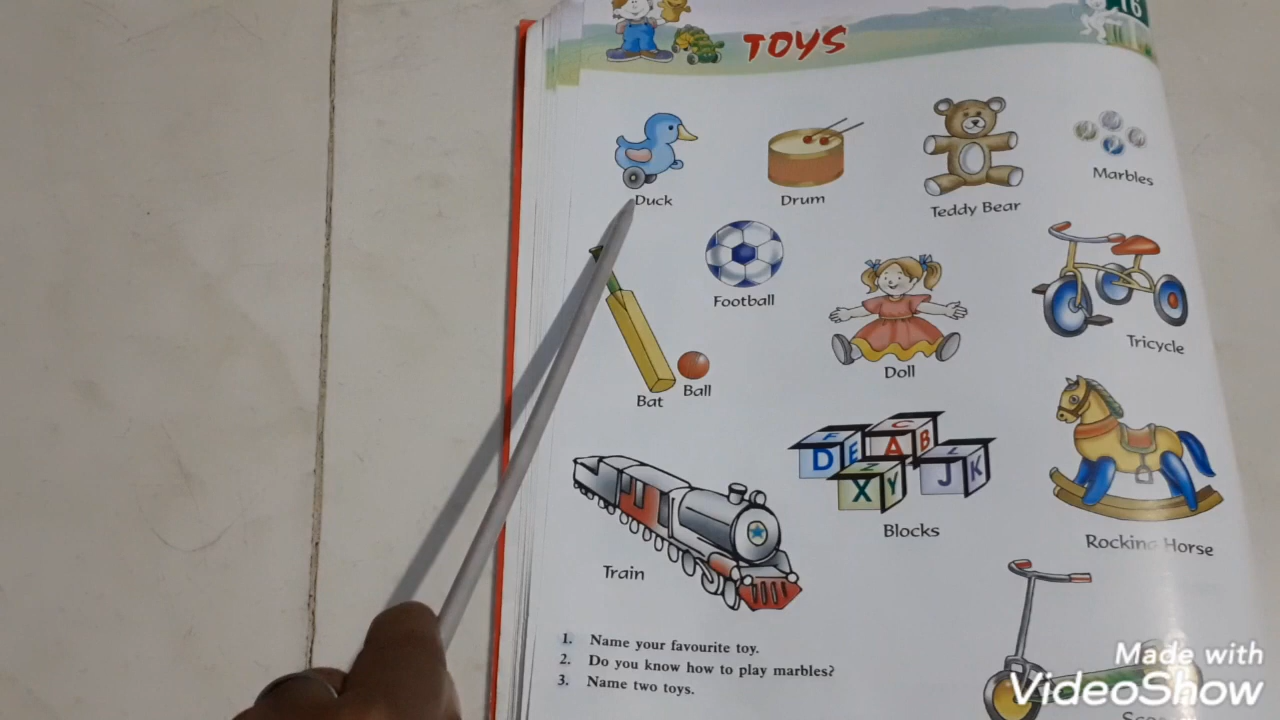 16
TOYS
Duck
Drum
Teddy Bear
Marbles
Football
Doll
Tricycle
Bat
Ball
F
D E
C
A B
L
J K
Z
X Y
Blocks
Train
Rocking Horse
1. Name your favourite toy.
2. Do you know how to play marbles?
3. Name two toys.
Made with
VideoShow